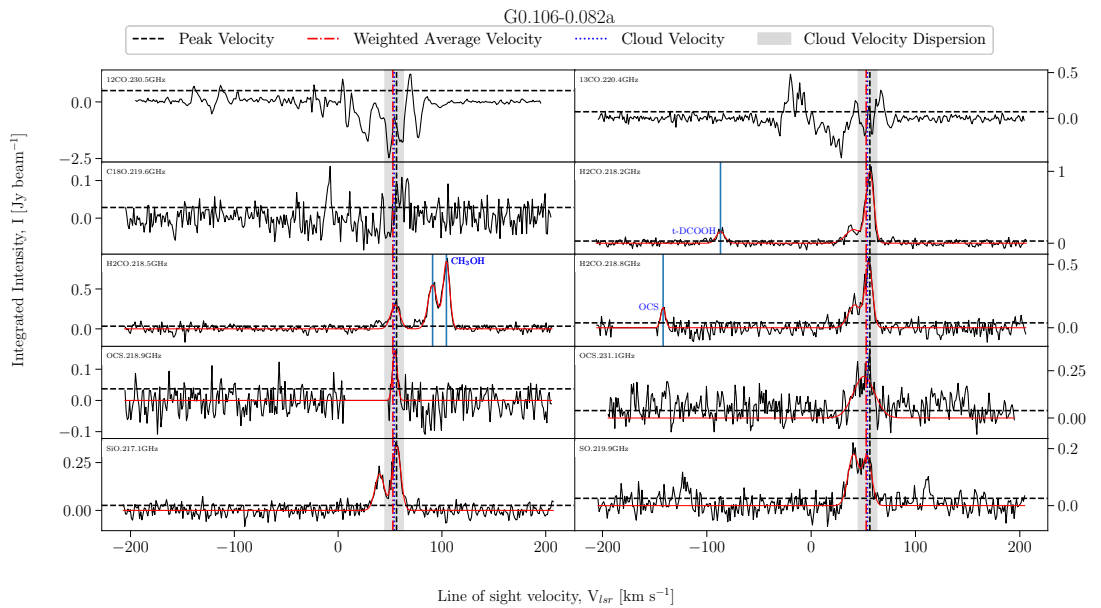 G0.106-0.082a
Peak Velocity Weighted Average Velocity Cloud Velocity Cloud Velocity Dispersion
12CO.230.5GHz
0.0
−2.5
13CO.220.4GHz
0.5
0.0
C18O.219.6GHz
0.1
0.0
H2CO.218.2GHz
t-DCOOH
1
0
H2CO.218.5GHz
CH₃OH
0.5
0.0
H2CO.218.8GHz
OCS
0.5
0.0
OCS.218.9GHz
0.1
0.0
−0.1
OCS.231.1GHz
0.25
0.00
SiO.217.1GHz
0.25
0.00
SO.219.9GHz
0.2
0.0
−200 −100 0 100 200
−200 −100 0 100 200
Integrated Intensity, I [Jy beam⁻¹]
Line of sight velocity, V_lsr [km s⁻¹]